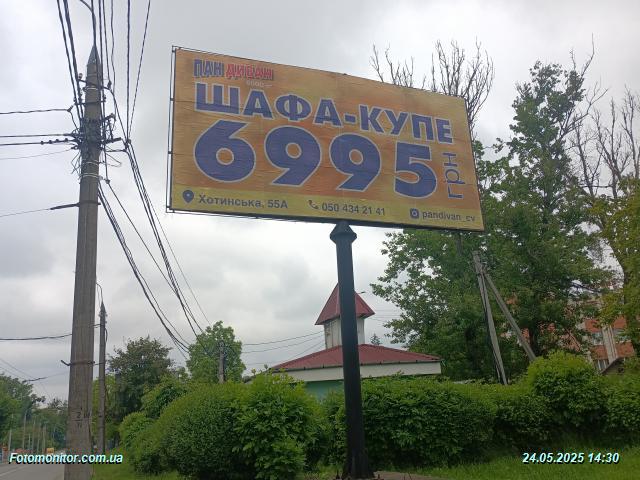 ПАН ДИВАН
ШАФА-КУПЕ
6995 ГРН
Хотинська, 55А
050 434 21 41
pandivan_cv
Fotomonitor.com.ua
24.05.2025 14:30